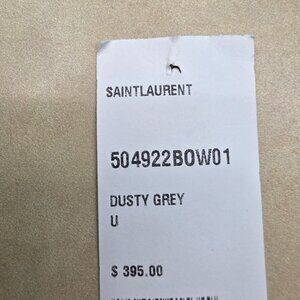 SAINTLAURENT
504922BOW01
DUSTY GREY
U
$ 395.00